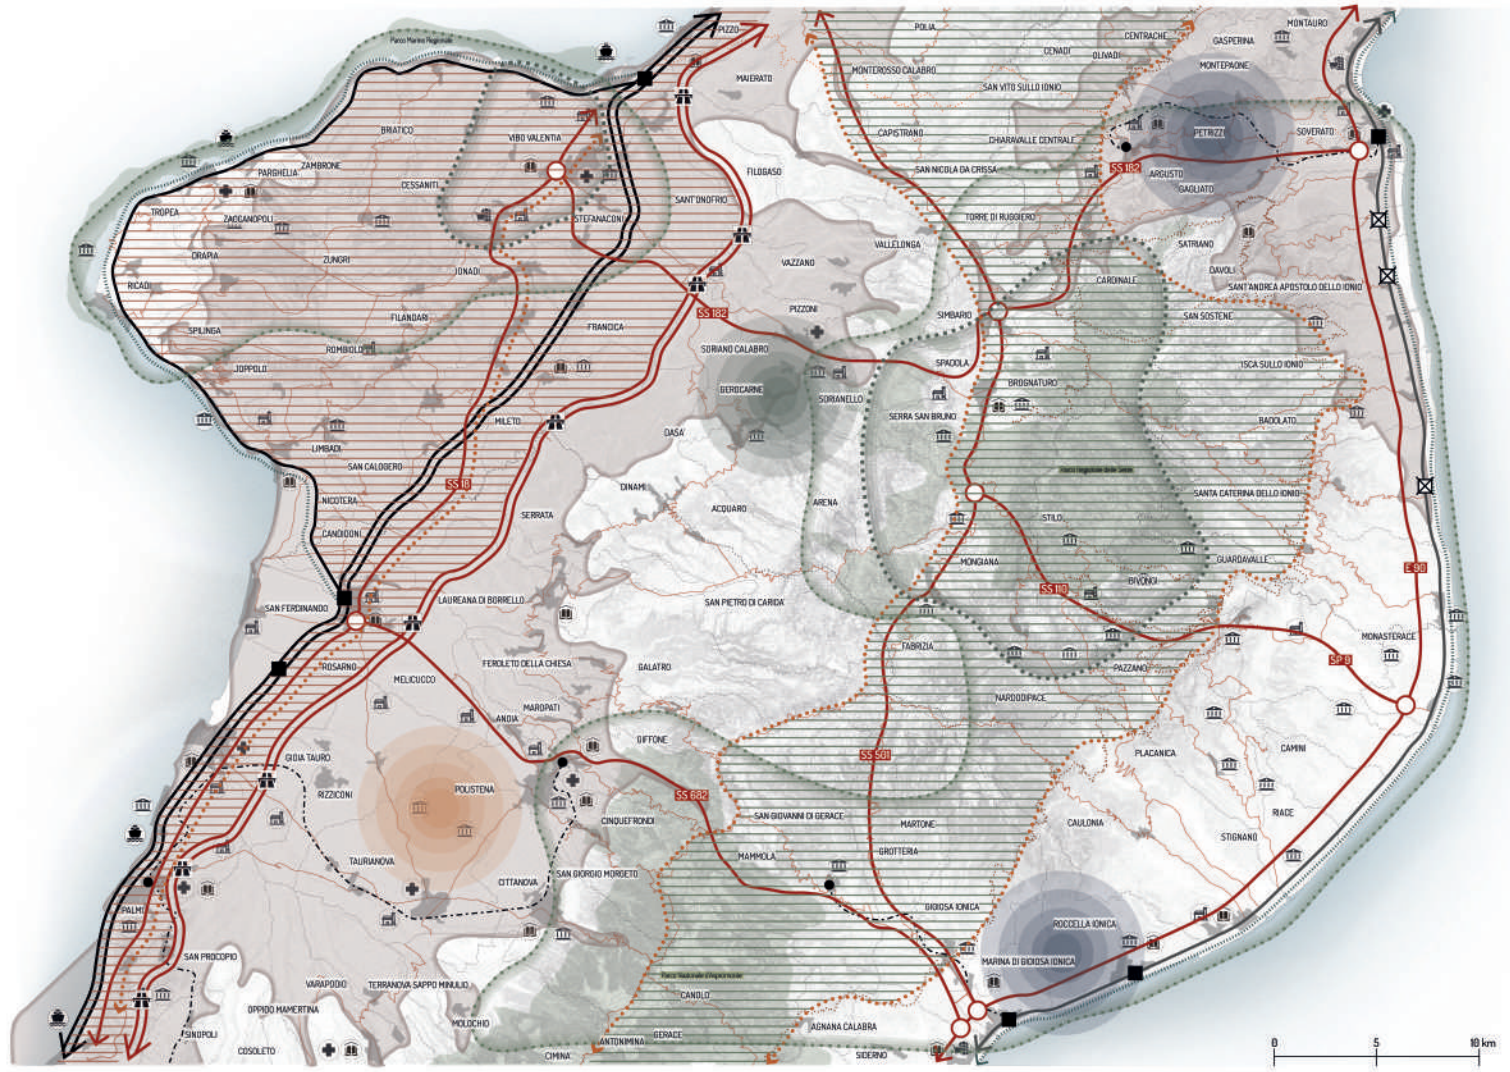 PIZZO
MONTAURO
POLIA
CENTRACHE
GASPERINA
Parco Marino Regionale
CENADI
OLIVADI
MONTEPAONE
MAIERATO
MONTEROSSO CALABRO
SAN VITO SULLO IONIO
BRIATICO
VIBO VALENTIA
CAPISTRANO
CHIARAVALLE CENTRALE
PETRIZZI
SOVERATO
ZAMBRONE
PARGHELIA
CESSANITI
FILOGASO
SAN NICOLA DA CRISSA
SS 182
ARGUSTO
GAGLIATO
SANT'ONOFRIO
TROPEA
ZACCANOPOLI
STEFANACONI
TORRE DI RUGGIERO
SATRIANO
VALLELONGA
DRAPIA
ZUNGRI
IONADI
VAZZANO
DAVOLI
CARDINALE
SANT'ANDREA APOSTOLO DELLO IONIO
RICADI
PIZZONI
SS 182
SIMBARIO
SAN SOSTENE
FILANDARI
FRANCICA
SPILINGA
ROMBIOLO
SORIANO CALABRO
SPADOLA
ISCA SULLO IONIO
JOPPOLO
GEROCARNE
SORIANELLO
BROGNATURO
SERRA SAN BRUNO
BADOLATO
MILETO
DASA'
LIMBADI
SAN CALOGERO
Parco Regionale delle Serre
SS 18
DINAMI
SANTA CATERINA DELLO IONIO
NICOTERA
ACQUARO
ARENA
SERRATA
STILO
CANDIDONI
MONGIANA
GUARDAVALLE
E 90
BIVONGI
SS 110
SAN FERDINANDO
LAUREANA DI BORRELLO
SAN PIETRO DI CARIDA'
MONASTERACE
FABRIZIA
SP 9
ROSARNO
FEROLETO DELLA CHIESA
GALATRO
PAZZANO
MELICUCCO
NARDODIPACE
MAROPATI
ANOIA
GIFFONE
CAMINI
PLACANICA
GIOIA TAURO
SS 501
POLISTENA
RIZZICONI
SS 682
RIACE
CINQUEFRONDI
SAN GIOVANNI DI GERACE
MARTONE
CAULONIA
STIGNANO
GROTTERIA
MAMMOLA
TAURIANOVA
SAN GIORGIO MORGETO
CITTANOVA
GIOIOSA IONICA
PALMI
ROCCELLA IONICA
SAN PROCOPIO
MARINA DI GIOIOSA IONICA
VARAPODIO
TERRANOVA SAPPO MINULIO
CANOLO
OPPIDO MAMERTINA
MOLOCHIO
AGNANA CALABRA
SINOPOLI
GERACE
ANTONIMINA
COSOLETO
CIMINA
SIDERNO
0
5
10 km